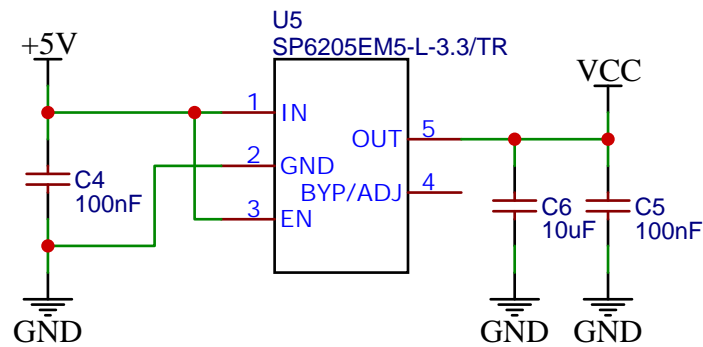 U5
SP6205EM5-L-3.3/TR
+5V
VCC
1
IN
OUT
5
2
GND
BYP/ADJ
4
3
EN
C4
100nF
C6
10uF
C5
100nF
GND
GND
GND